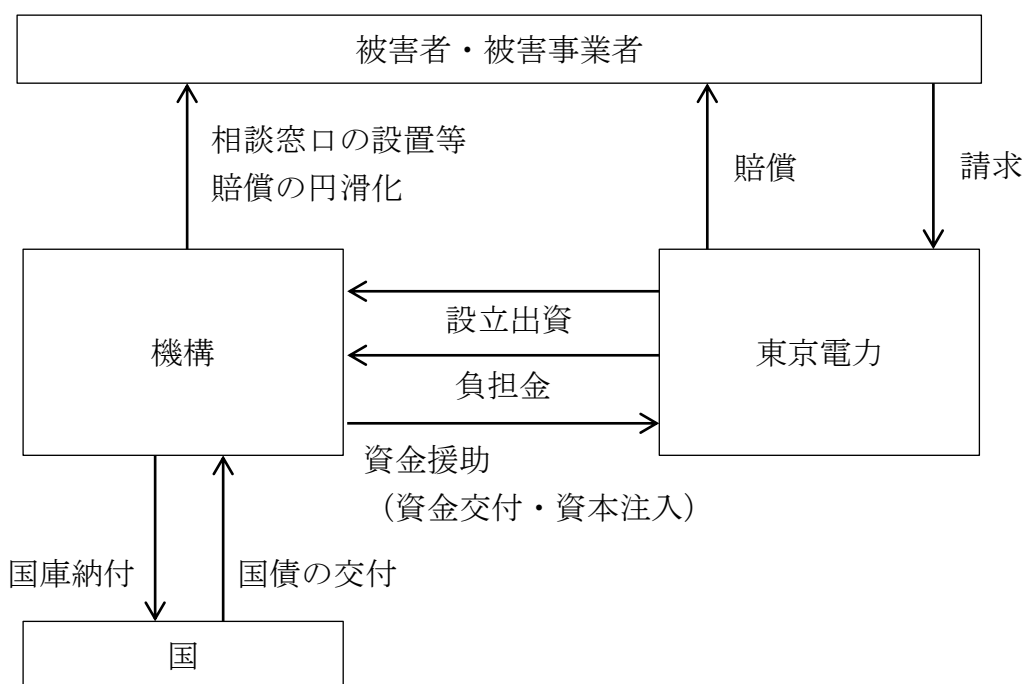 被害者・被害事業者
相談窓口の設置等
賠償の円滑化
賠償
請求
機構
設立出資
負担金
資金援助
（資金交付・資本注入）
東京電力
国庫納付
国債の交付
国